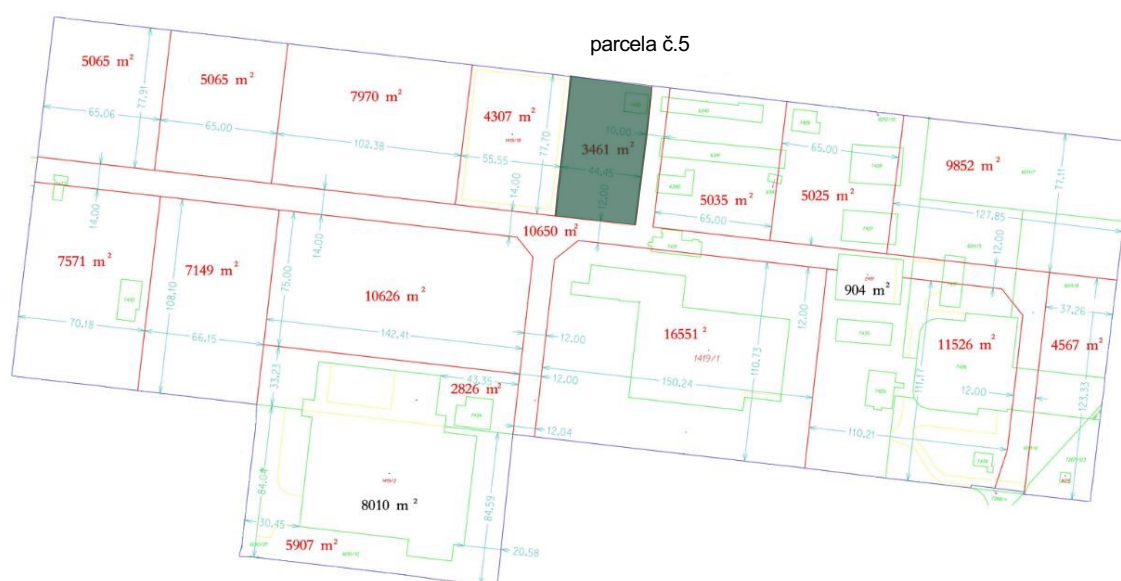 parcela č.5
5065 m²
5065 m²
7970 m²
4307 m²
3461 m²
5035 m²
5025 m²
9852 m²
77.91
65.06
65.00
102.38
55.55
77.70
10.00
44.45
65.00
65.00
77.11
127.85
14.00
14.00
12.00
12.00
10650 m²
7571 m²
7149 m²
10626 m²
16551 ²
1419/1
904 m²
11526 m²
4567 m²
14.00
108.10
75.00
70.18
66.15
142.41
12.00
12.00
150.24
110.73
12.00
111.17
12.00
37.26
123.33
110.21
33.23
43.35
2826 m²
12.04
84.04
8010 m²
84.59
30.45
5907 m²
20.58